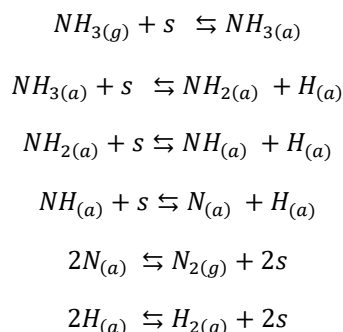 NH₃₍g₎ + s ⇆ NH₃₍ₐ₎
NH₃₍ₐ₎ + s ⇆ NH₂₍ₐ₎ + H₍ₐ₎
NH₂₍ₐ₎ + s ⇆ NH₍ₐ₎ + H₍ₐ₎
NH₍ₐ₎ + s ⇆ N₍ₐ₎ + H₍ₐ₎
2N₍ₐ₎ ⇆ N₂₍g₎ + 2s
2H₍ₐ₎ ⇆ H₂₍ₐ₎ + 2s